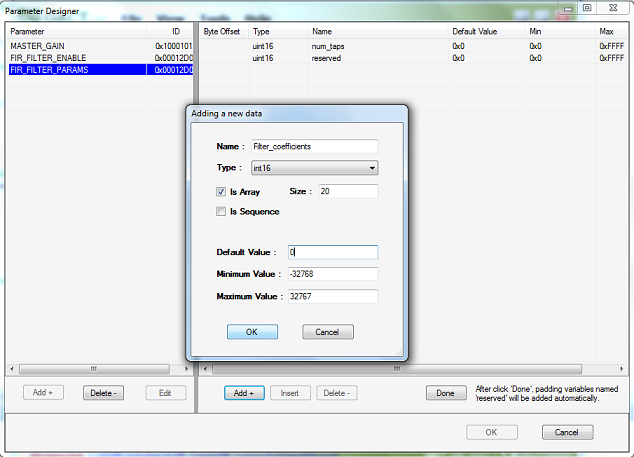 Parameter Designer
Parameter ID
MASTER_GAIN 0x1000101
FIR_FILTER_ENABLE 0x00012D0
FIR_FILTER_PARAMS 0x00012D0
Byte Offset Type Name Default Value Min Max
uint16 num_taps 0x0 0x0 0xFFFF
uint16 reserved 0x0 0x0 0xFFFF
Adding a new data
Name : Filter_coefficients
Type : int16
Is Array Size : 20
Is Sequence
Default Value : 0
Minimum Value : -32768
Maximum Value : 32767
OK Cancel
Add + Delete - Edit Add + Insert Delete - Done
After click 'Done', padding variables named
'reserved' will be added automatically.
OK Cancel